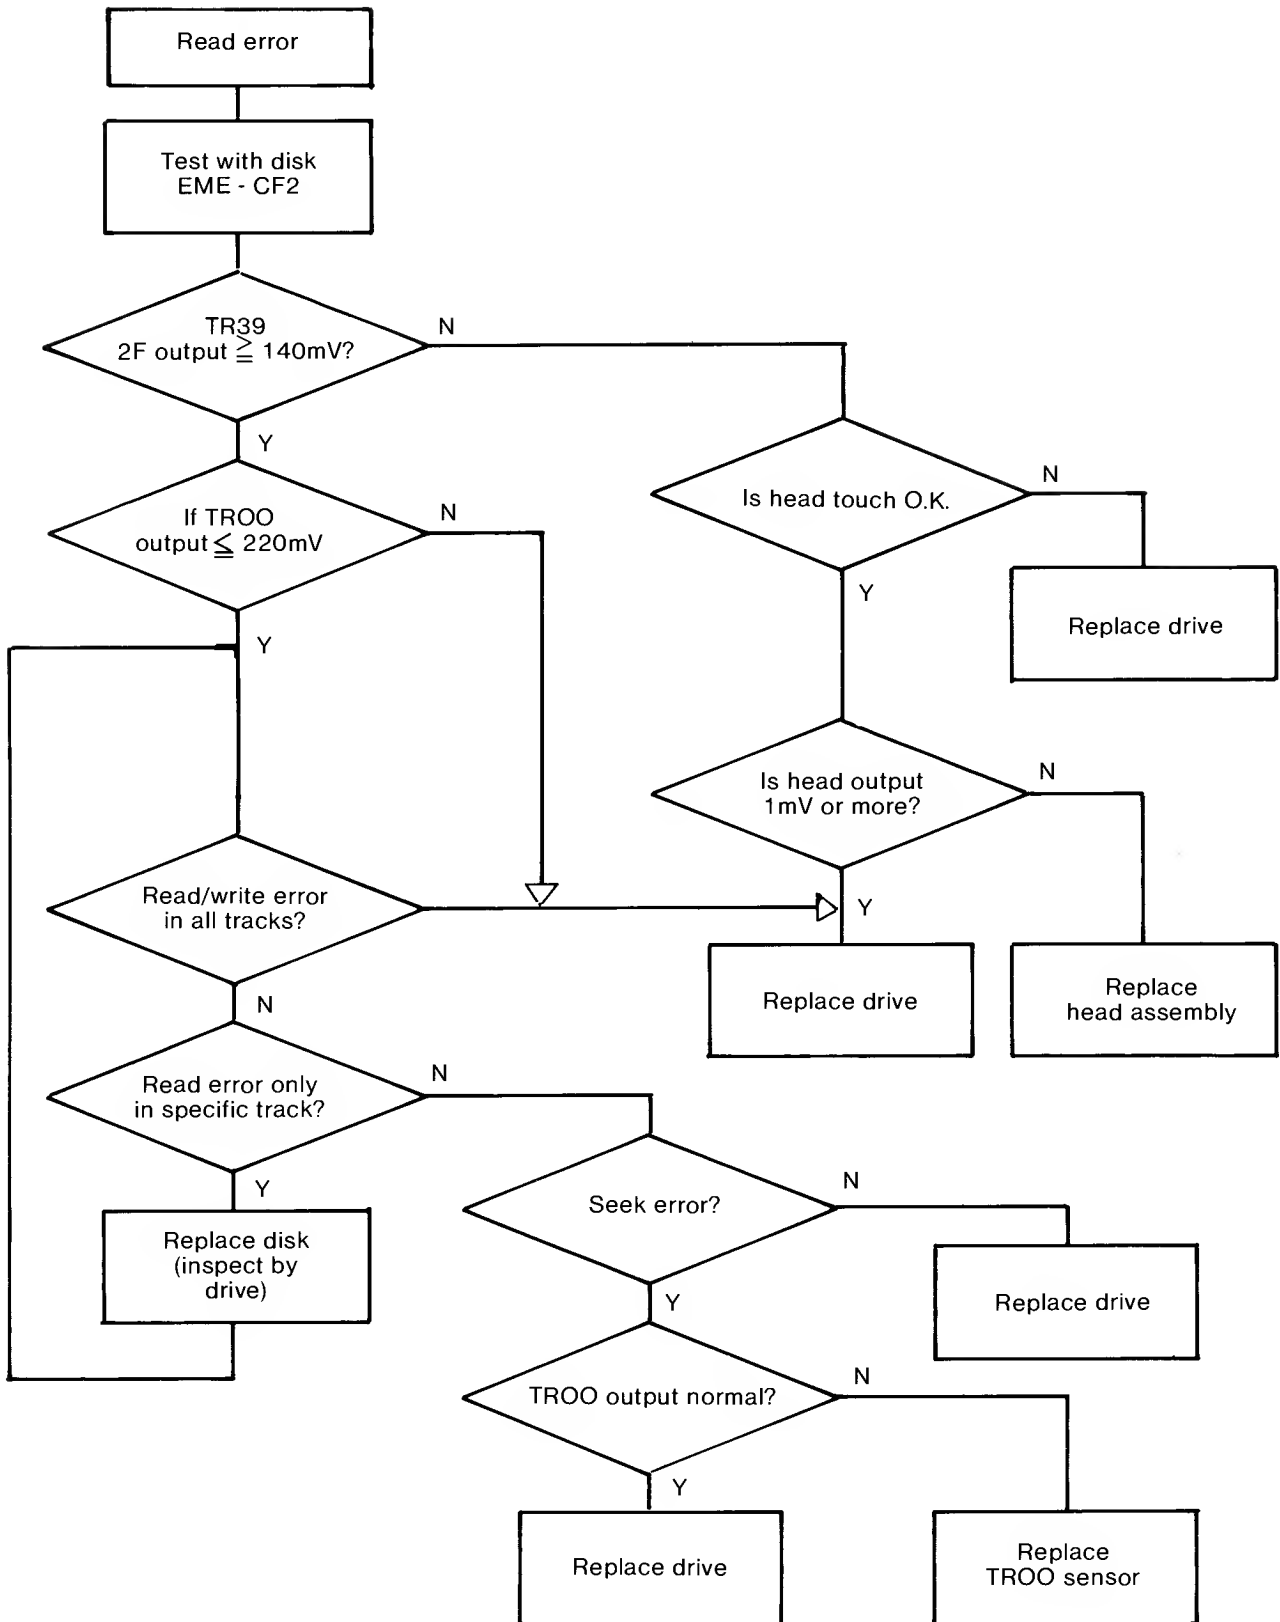 Read error
Test with disk
EME - CF2
TR39
2F output ≧ 140mV?
N
Y
If TROO
output ≦ 220mV
N
Y
Is head touch O.K.
N
Y
Replace drive
Is head output
1mV or more?
N
Y
Read/write error
in all tracks?
N
Replace drive
Replace
head assembly
Read error only
in specific track?
N
Y
Replace disk
(inspect by
drive)
Seek error?
N
Y
Replace drive
TROO output normal?
N
Y
Replace drive
Replace
TROO sensor